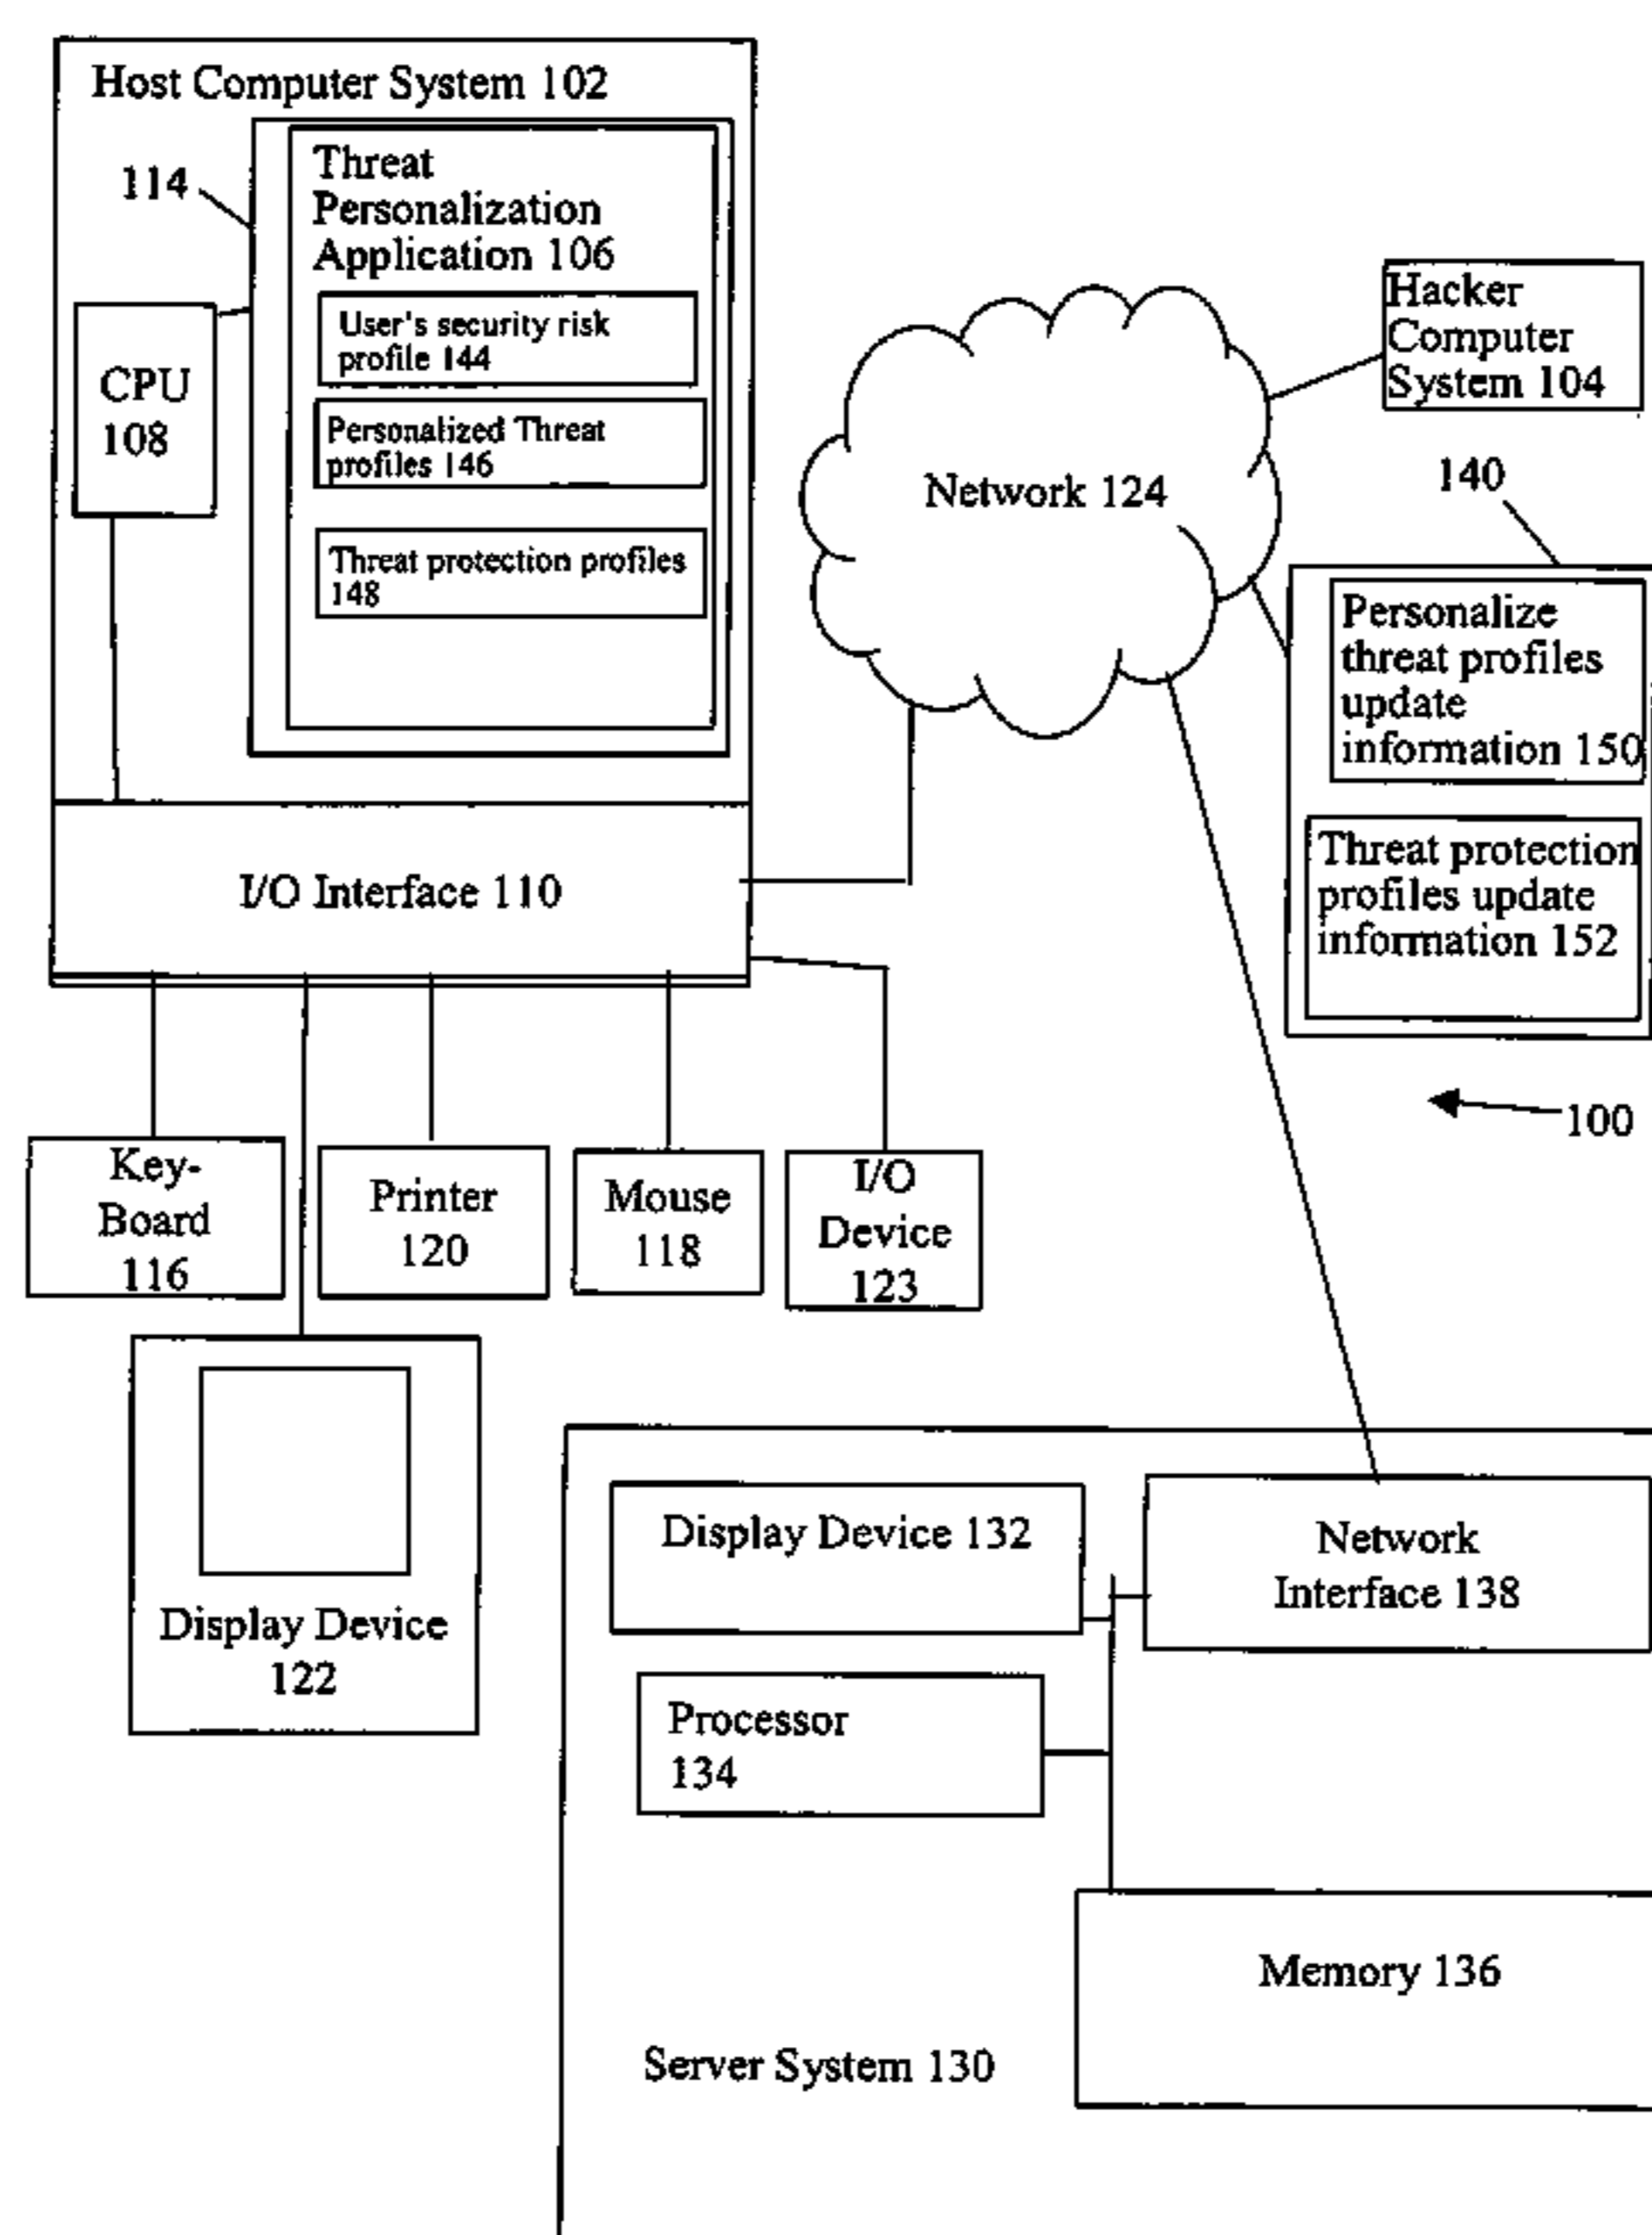 Host Computer System 102
114
Threat
Personalization
Application 106
User's security risk
profile 144
Personalized Threat
profiles 146
Threat protection profiles
148
CPU
108
I/O Interface 110
Network 124
Hacker
Computer
System 104
140
Personalize
threat profiles
update
information 150
Threat protection
profiles update
information 152
100
Key-
Board
116
Printer
120
Mouse
118
I/O
Device
123
Display Device
122
Display Device 132
Network
Interface 138
Processor
134
Memory 136
Server System 130